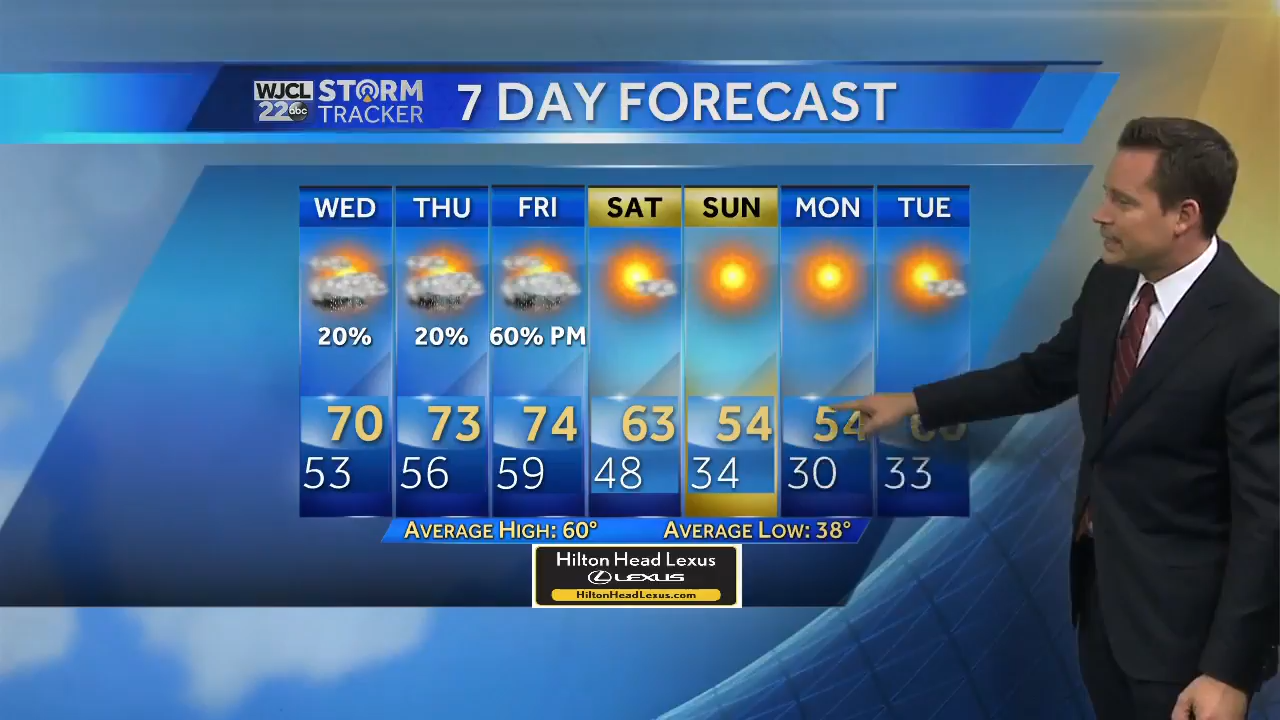 WJCL STORM
22 abc TRACKER
7 DAY FORECAST
WED THU FRI SAT SUN MON TUE
20% 20% 60% PM
70 73 74 63 54 54
53 56 59 48 34 30 33
AVERAGE HIGH: 60° AVERAGE LOW: 38°
Hilton Head Lexus
LEXUS
HiltonHeadLexus.com